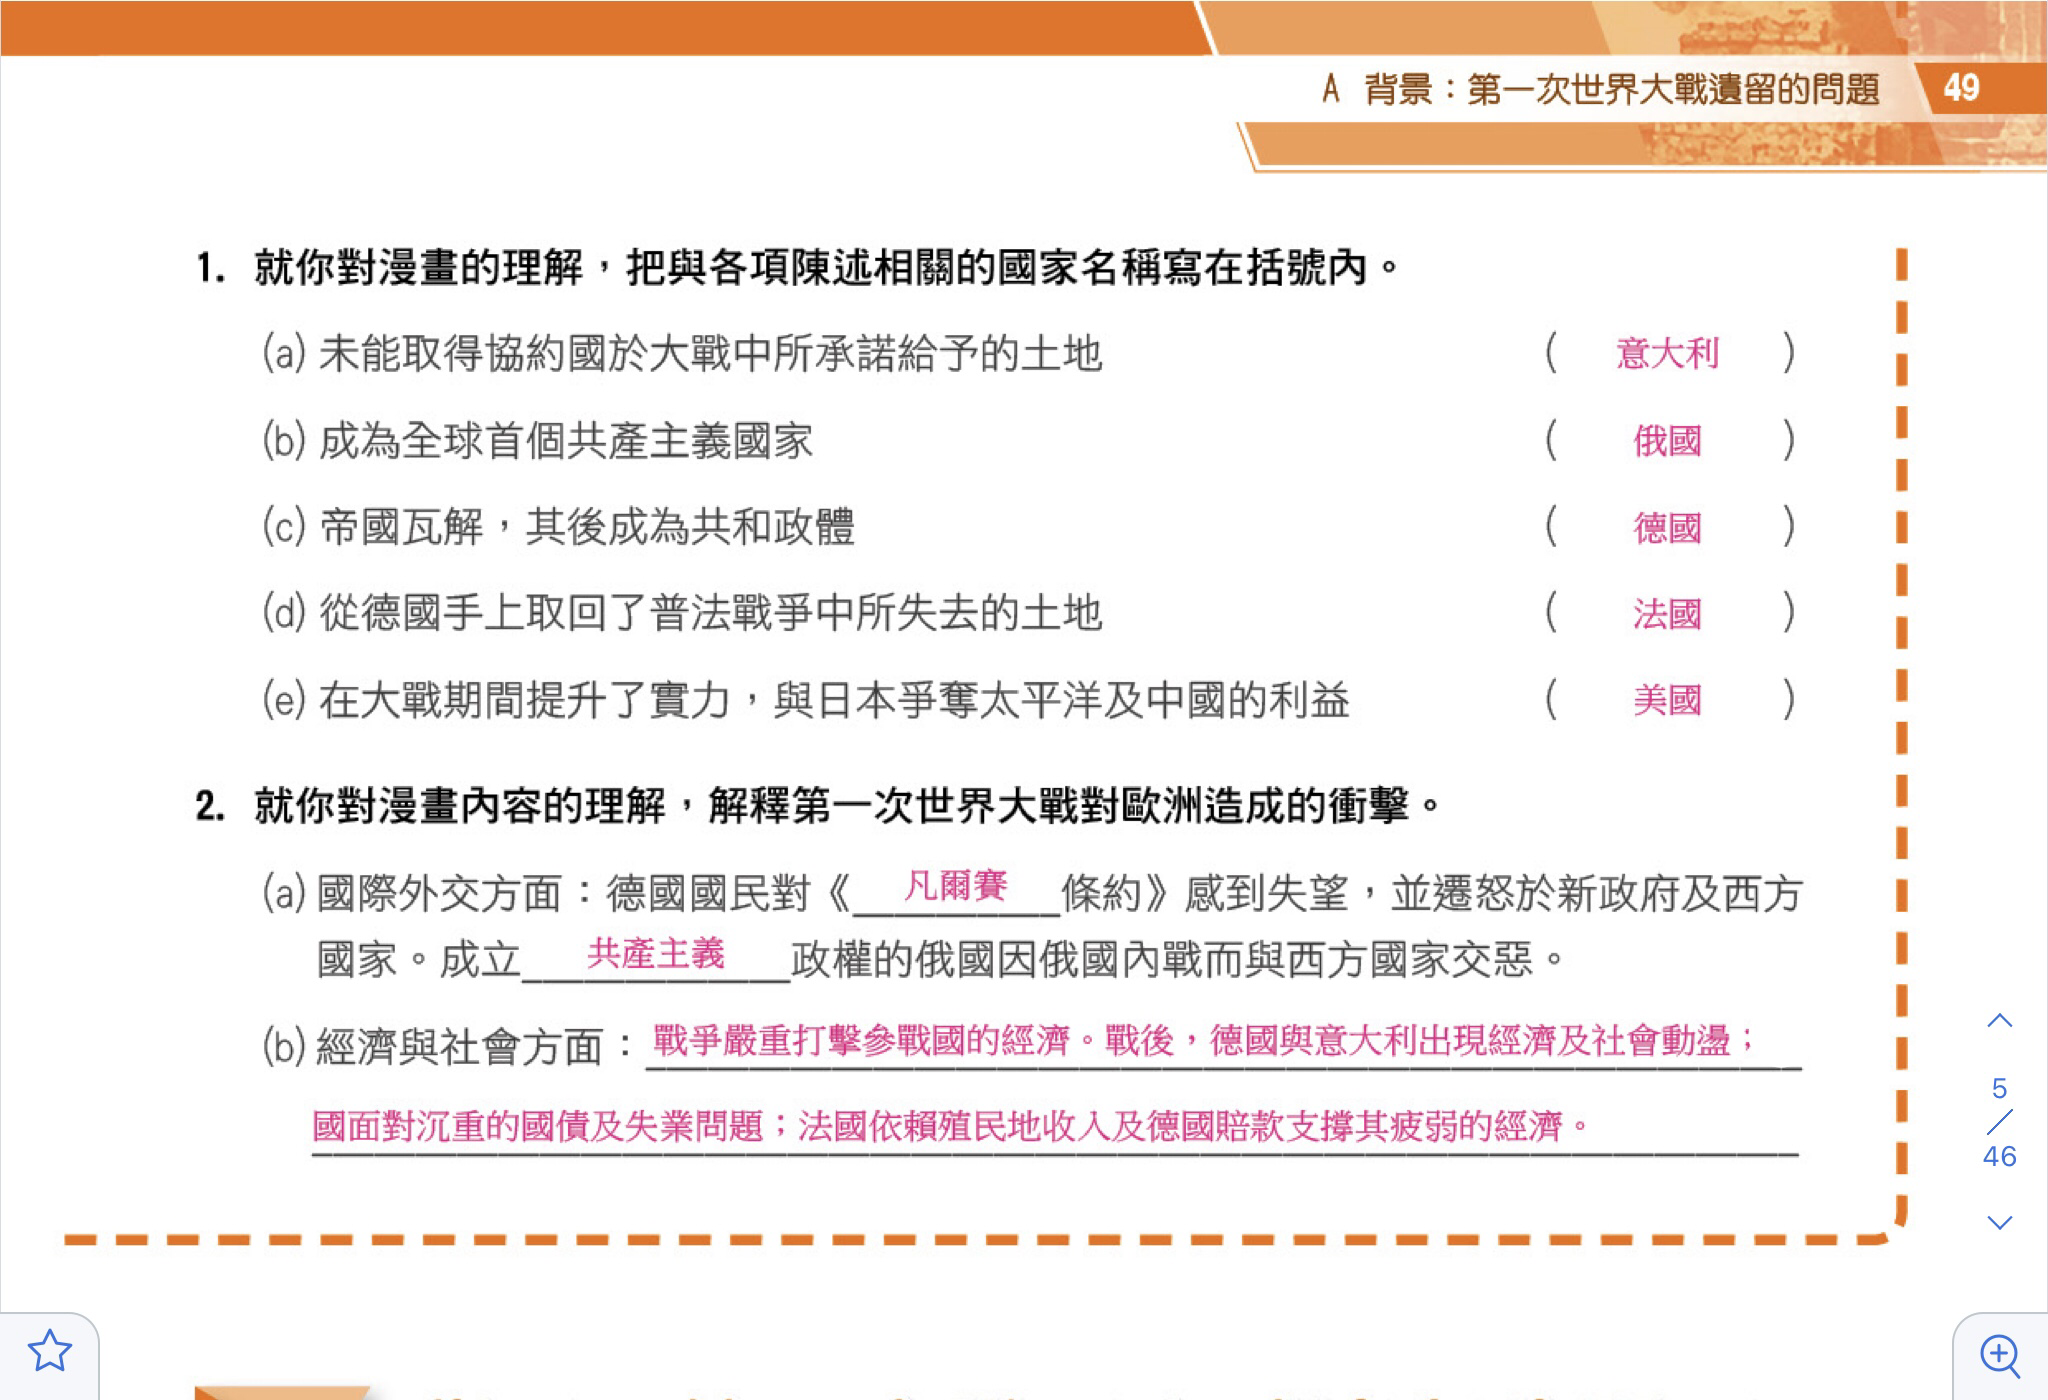 A 背景：第一次世界大戰遺留的問題 49
1. 就你對漫畫的理解，把與各項陳述相關的國家名稱寫在括號內。
(a) 未能取得協約國於大戰中所承諾給予的土地 ( 意大利 )
(b) 成為全球首個共產主義國家 ( 俄國 )
(c) 帝國瓦解，其後成為共和政體 ( 德國 )
(d) 從德國手上取回了普法戰爭中所失去的土地 ( 法國 )
(e) 在大戰期間提升了實力，與日本爭奪太平洋及中國的利益 ( 美國 )
2. 就你對漫畫內容的理解，解釋第一次世界大戰對歐洲造成的衝擊。
(a) 國際外交方面：德國國民對《凡爾賽條約》感到失望，並遷怒於新政府及西方
國家。成立共產主義政權的俄國因俄國內戰而與西方國家交惡。
(b) 經濟與社會方面：戰爭嚴重打擊參戰國的經濟。戰後，德國與意大利出現經濟及社會動盪；
國面對沉重的國債及失業問題；法國依賴殖民地收入及德國賠款支撐其疲弱的經濟。
5
/
46